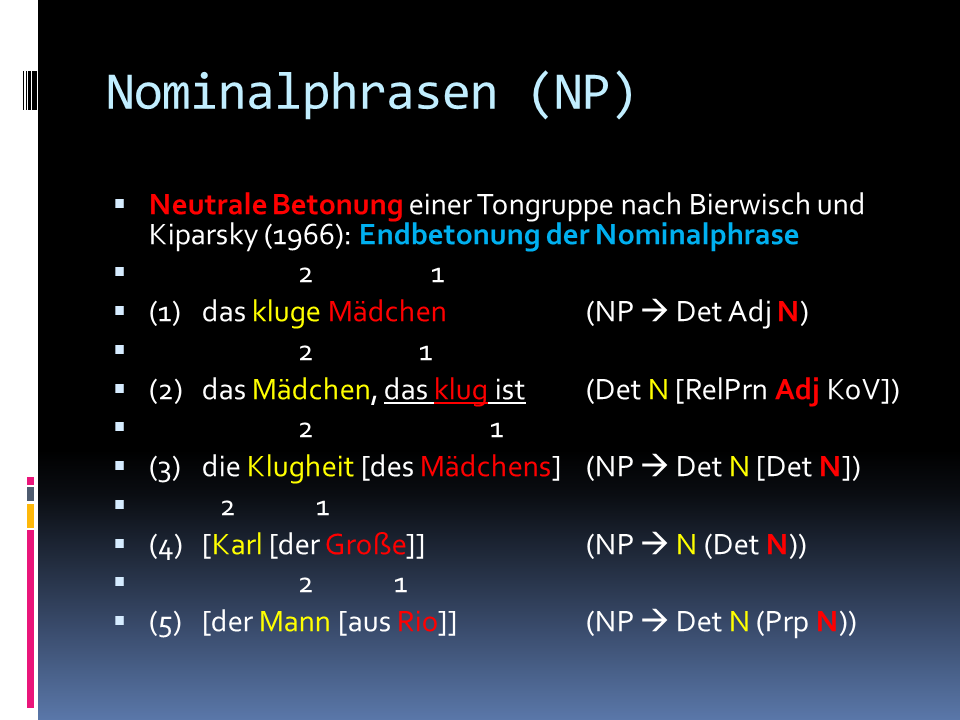 Nominalphrasen (NP)
▪ Neutrale Betonung einer Tongruppe nach Bierwisch und
Kiparsky (1966): Endbetonung der Nominalphrase
▪ 2 1
▪ (1) das kluge Mädchen (NP → Det Adj N)
▪ 2 1
▪ (2) das Mädchen, das klug ist (Det N [RelPrn Adj KoV])
▪ 2 1
▪ (3) die Klugheit [des Mädchens] (NP → Det N [Det N])
▪ 2 1
▪ (4) [Karl [der Große]] (NP → N (Det N))
▪ 2 1
▪ (5) [der Mann [aus Rio]] (NP → Det N (Prp N))